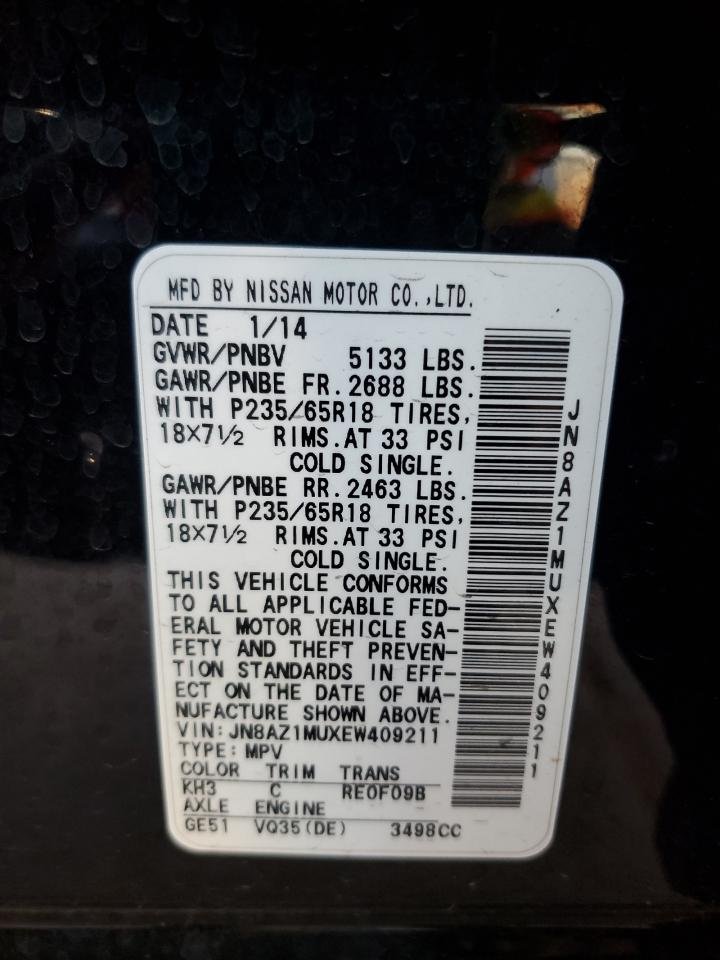 MFD BY NISSAN MOTOR CO.,LTD.
DATE 1/14
GVWR/PNBV 5133 LBS.
GAWR/PNBE FR.2688 LBS.
WITH P235/65R18 TIRES,
18X7½ RIMS.AT 33 PSI
COLD SINGLE.
GAWR/PNBE RR.2463 LBS.
WITH P235/65R18 TIRES,
18X7½ RIMS.AT 33 PSI
COLD SINGLE.
THIS VEHICLE CONFORMS
TO ALL APPLICABLE FED-
ERAL MOTOR VEHICLE SA-
FETY AND THEFT PREVEN-
TION STANDARDS IN EFF-
ECT ON THE DATE OF MA-
NUFACTURE SHOWN ABOVE.
VIN:JN8AZ1MUXEW409211
TYPE:MPV
COLOR TRIM TRANS
KH3 C RE0F09B
AXLE ENGINE
GE51 VQ35(DE) 3498CC
JN8AZ1MUXEW409211